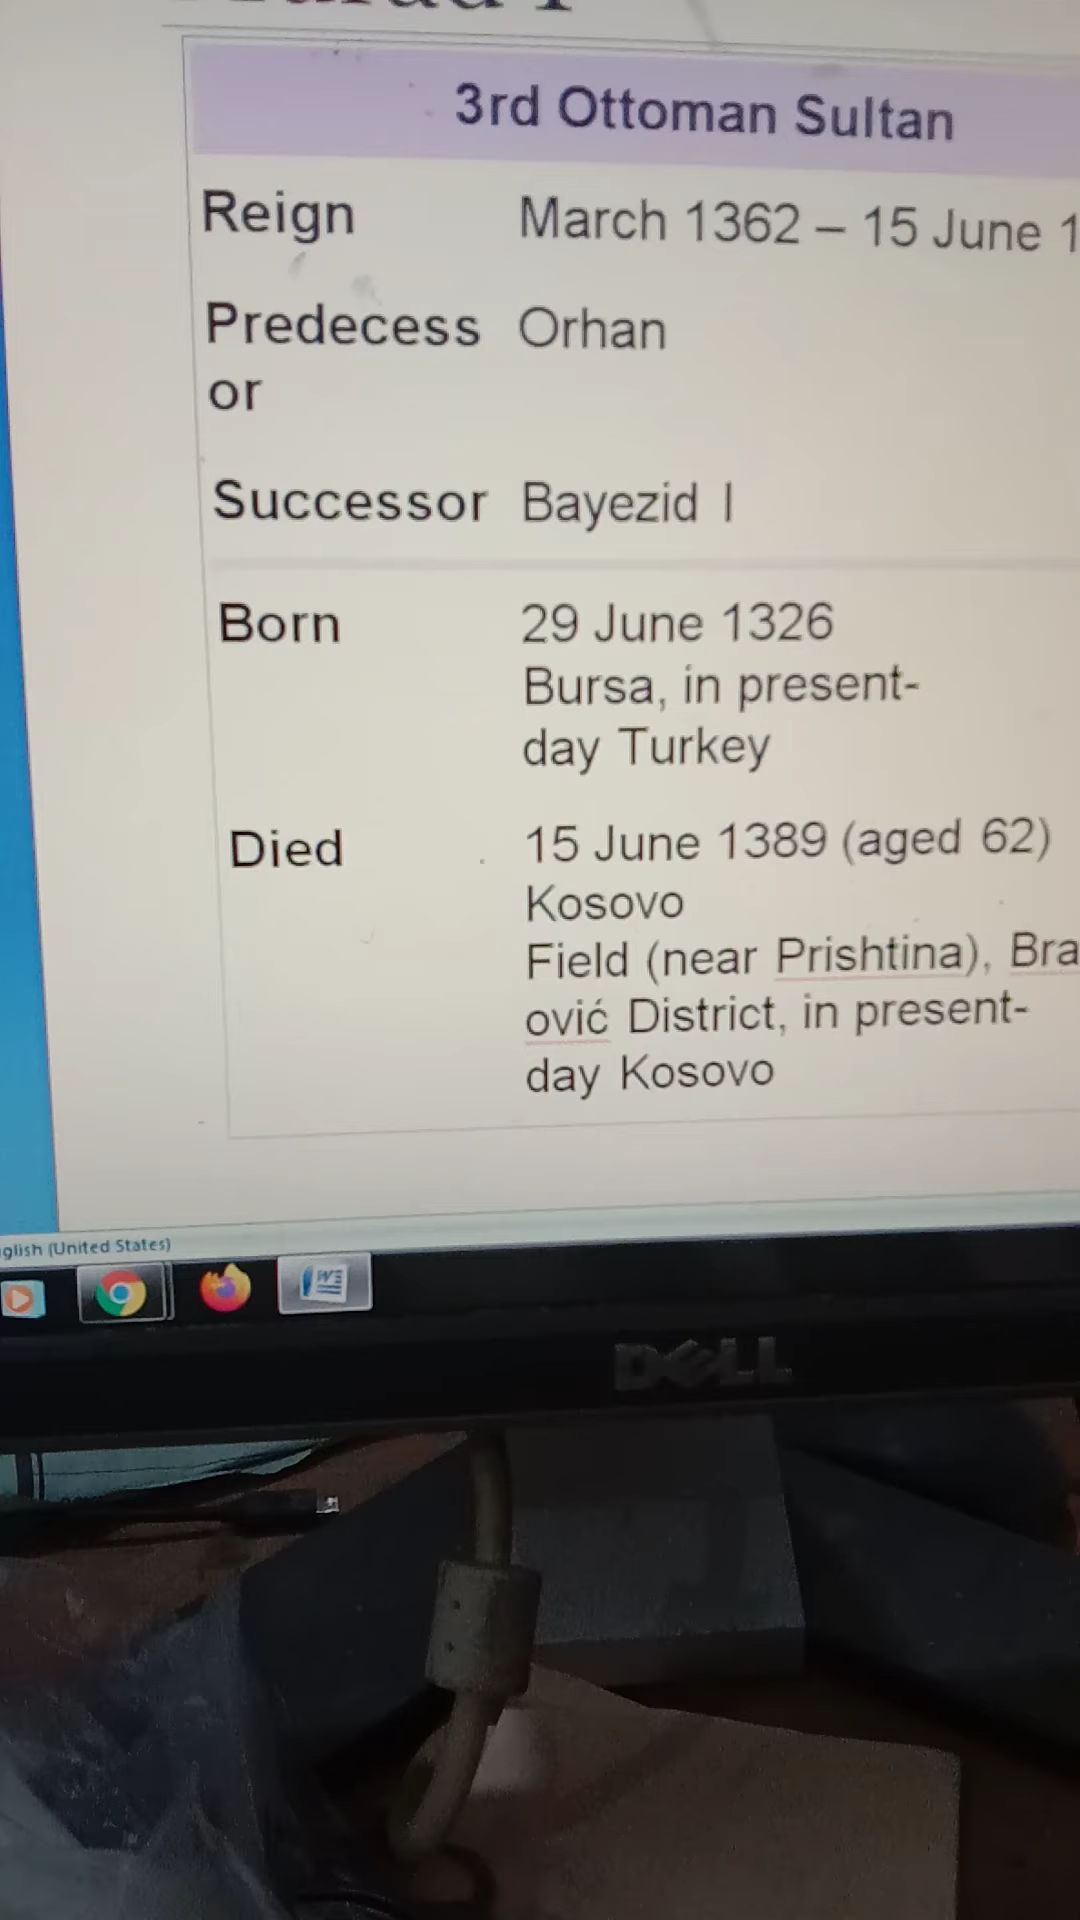 3rd Ottoman Sultan
Reign March 1362 – 15 June 1
Predecess Orhan
or
Successor Bayezid I
Born 29 June 1326
Bursa, in present-
day Turkey
Died 15 June 1389 (aged 62)
Kosovo
Field (near Prishtina), Bra
ović District, in present-
day Kosovo
glish (United States)
DELL